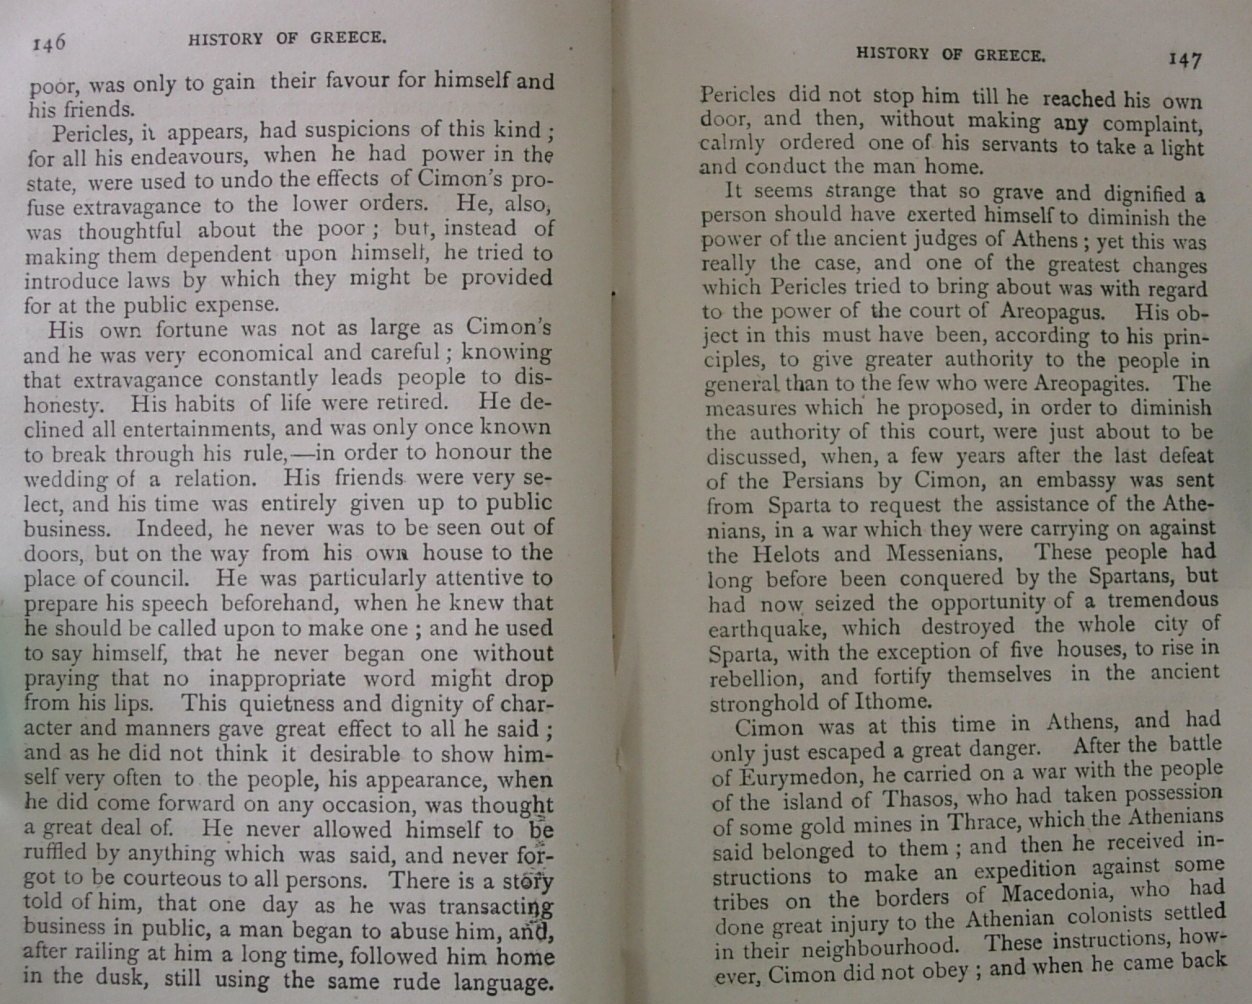 146
HISTORY OF GREECE.
poor, was only to gain their favour for himself and
his friends.
Pericles, it appears, had suspicions of this kind ;
for all his endeavours, when he had power in the
state, were used to undo the effects of Cimon's pro-
fuse extravagance to the lower orders. He, also,
was thoughtful about the poor ; but, instead of
making them dependent upon himself, he tried to
introduce laws by which they might be provided
for at the public expense.
His own fortune was not as large as Cimon's
and he was very economical and careful ; knowing
that extravagance constantly leads people to dis-
honesty. His habits of life were retired. He de-
clined all entertainments, and was only once known
to break through his rule,—in order to honour the
wedding of a relation. His friends were very se-
lect, and his time was entirely given up to public
business. Indeed, he never was to be seen out of
doors, but on the way from his own house to the
place of council. He was particularly attentive to
prepare his speech beforehand, when he knew that
he should be called upon to make one ; and he used
to say himself, that he never began one without
praying that no inappropriate word might drop
from his lips. This quietness and dignity of char-
acter and manners gave great effect to all he said ;
and as he did not think it desirable to show him-
self very often to the people, his appearance, when
he did come forward on any occasion, was thought
a great deal of. He never allowed himself to be
ruffled by anything which was said, and never for-
got to be courteous to all persons. There is a story
told of him, that one day as he was transacting
business in public, a man began to abuse him, and,
after railing at him a long time, followed him home
in the dusk, still using the same rude language.
HISTORY OF GREECE.
147
Pericles did not stop him till he reached his own
door, and then, without making any complaint,
calmly ordered one of his servants to take a light
and conduct the man home.
It seems strange that so grave and dignified a
person should have exerted himself to diminish the
power of the ancient judges of Athens ; yet this was
really the case, and one of the greatest changes
which Pericles tried to bring about was with regard
to the power of the court of Areopagus. His ob-
ject in this must have been, according to his prin-
ciples, to give greater authority to the people in
general than to the few who were Areopagites. The
measures which he proposed, in order to diminish
the authority of this court, were just about to be
discussed, when, a few years after the last defeat
of the Persians by Cimon, an embassy was sent
from Sparta to request the assistance of the Athe-
nians, in a war which they were carrying on against
the Helots and Messenians. These people had
long before been conquered by the Spartans, but
had now seized the opportunity of a tremendous
earthquake, which destroyed the whole city of
Sparta, with the exception of five houses, to rise in
rebellion, and fortify themselves in the ancient
stronghold of Ithome.
Cimon was at this time in Athens, and had
only just escaped a great danger. After the battle
of Eurymedon, he carried on a war with the people
of the island of Thasos, who had taken possession
of some gold mines in Thrace, which the Athenians
said belonged to them ; and then he received in-
structions to make an expedition against some
tribes on the borders of Macedonia, who had
done great injury to the Athenian colonists settled
in their neighbourhood. These instructions, how-
ever, Cimon did not obey ; and when he came back